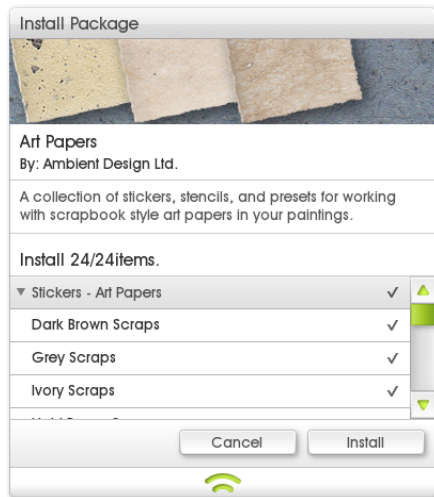 Install Package
Art Papers
By: Ambient Design Ltd.
A collection of stickers, stencils, and presets for working
with scrapbook style art papers in your paintings.
Install 24/24items.
Stickers - Art Papers
Dark Brown Scraps
Grey Scraps
Ivory Scraps
Cancel
Install